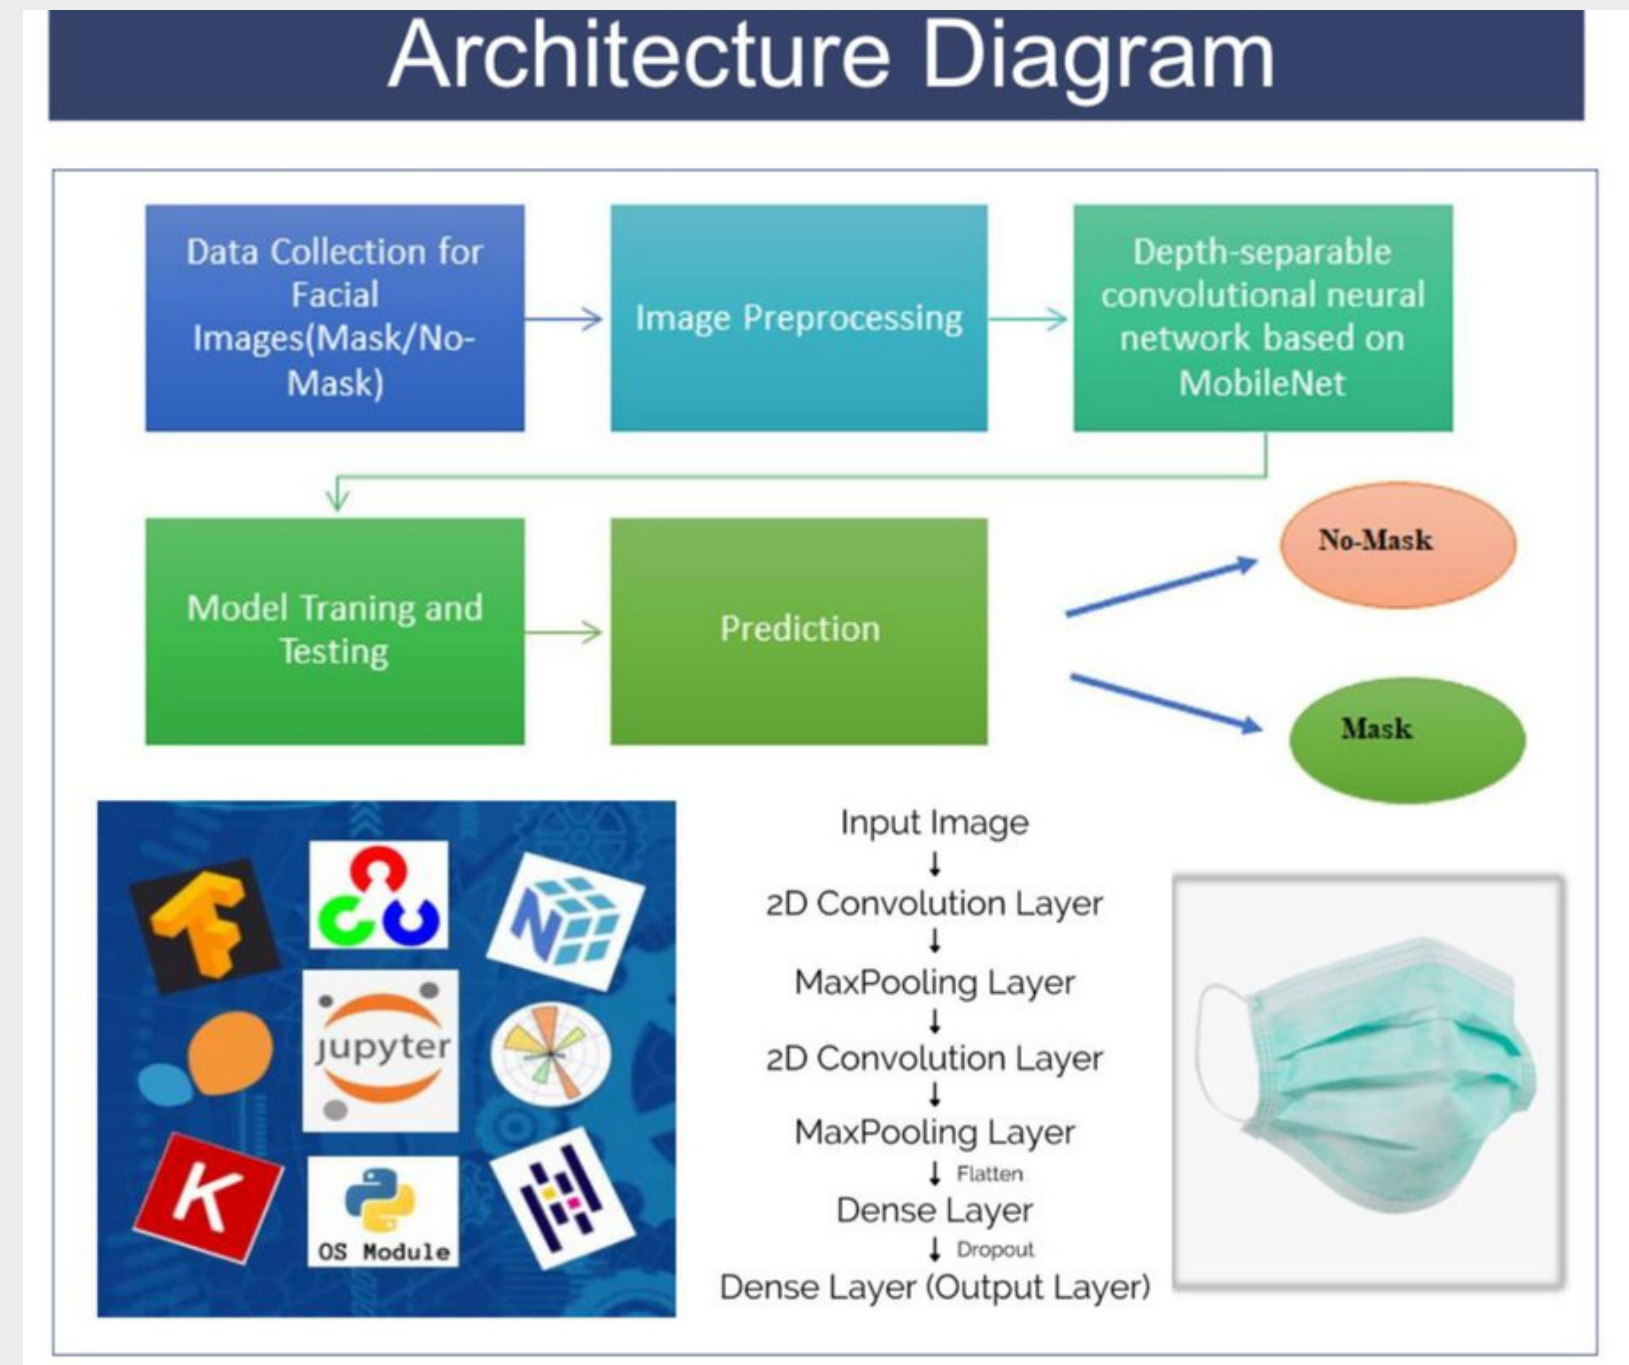 Architecture Diagram
Data Collection for
Facial
Images(Mask/No-
Mask)
Image Preprocessing
Depth-separable
convolutional neural
network based on
MobileNet
Model Traning and
Testing
Prediction
No-Mask
Mask
jupyter
K
OS Module
Input Image
2D Convolution Layer
MaxPooling Layer
2D Convolution Layer
MaxPooling Layer
Flatten
Dense Layer
Dropout
Dense Layer (Output Layer)